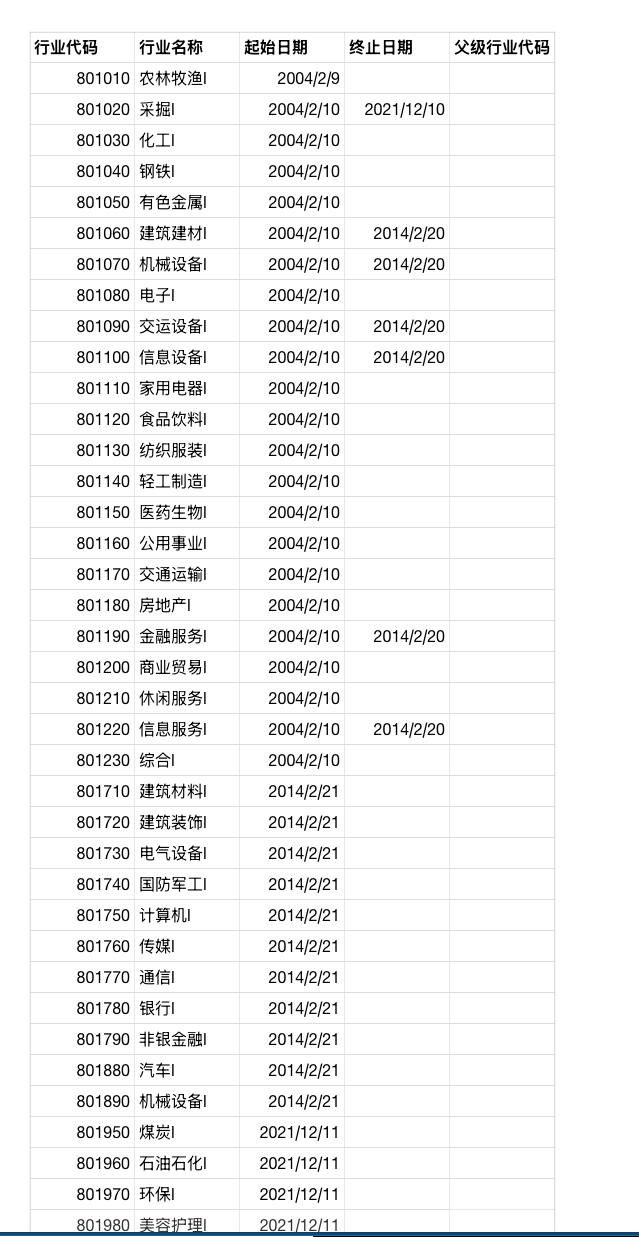 行业代码 行业名称 起始日期 终止日期 父级行业代码
801010 农林牧渔I 2004/2/9
801020 采掘I 2004/2/10 2021/12/10
801030 化工I 2004/2/10
801040 钢铁I 2004/2/10
801050 有色金属I 2004/2/10
801060 建筑建材I 2004/2/10 2014/2/20
801070 机械设备I 2004/2/10 2014/2/20
801080 电子I 2004/2/10
801090 交运设备I 2004/2/10 2014/2/20
801100 信息设备I 2004/2/10 2014/2/20
801110 家用电器I 2004/2/10
801120 食品饮料I 2004/2/10
801130 纺织服装I 2004/2/10
801140 轻工制造I 2004/2/10
801150 医药生物I 2004/2/10
801160 公用事业I 2004/2/10
801170 交通运输I 2004/2/10
801180 房地产I 2004/2/10
801190 金融服务I 2004/2/10 2014/2/20
801200 商业贸易I 2004/2/10
801210 休闲服务I 2004/2/10
801220 信息服务I 2004/2/10 2014/2/20
801230 综合I 2004/2/10
801710 建筑材料I 2014/2/21
801720 建筑装饰I 2014/2/21
801730 电气设备I 2014/2/21
801740 国防军工I 2014/2/21
801750 计算机I 2014/2/21
801760 传媒I 2014/2/21
801770 通信I 2014/2/21
801780 银行I 2014/2/21
801790 非银金融I 2014/2/21
801880 汽车I 2014/2/21
801890 机械设备I 2014/2/21
801950 煤炭I 2021/12/11
801960 石油石化I 2021/12/11
801970 环保I 2021/12/11
801980 美容护理I 2021/12/11